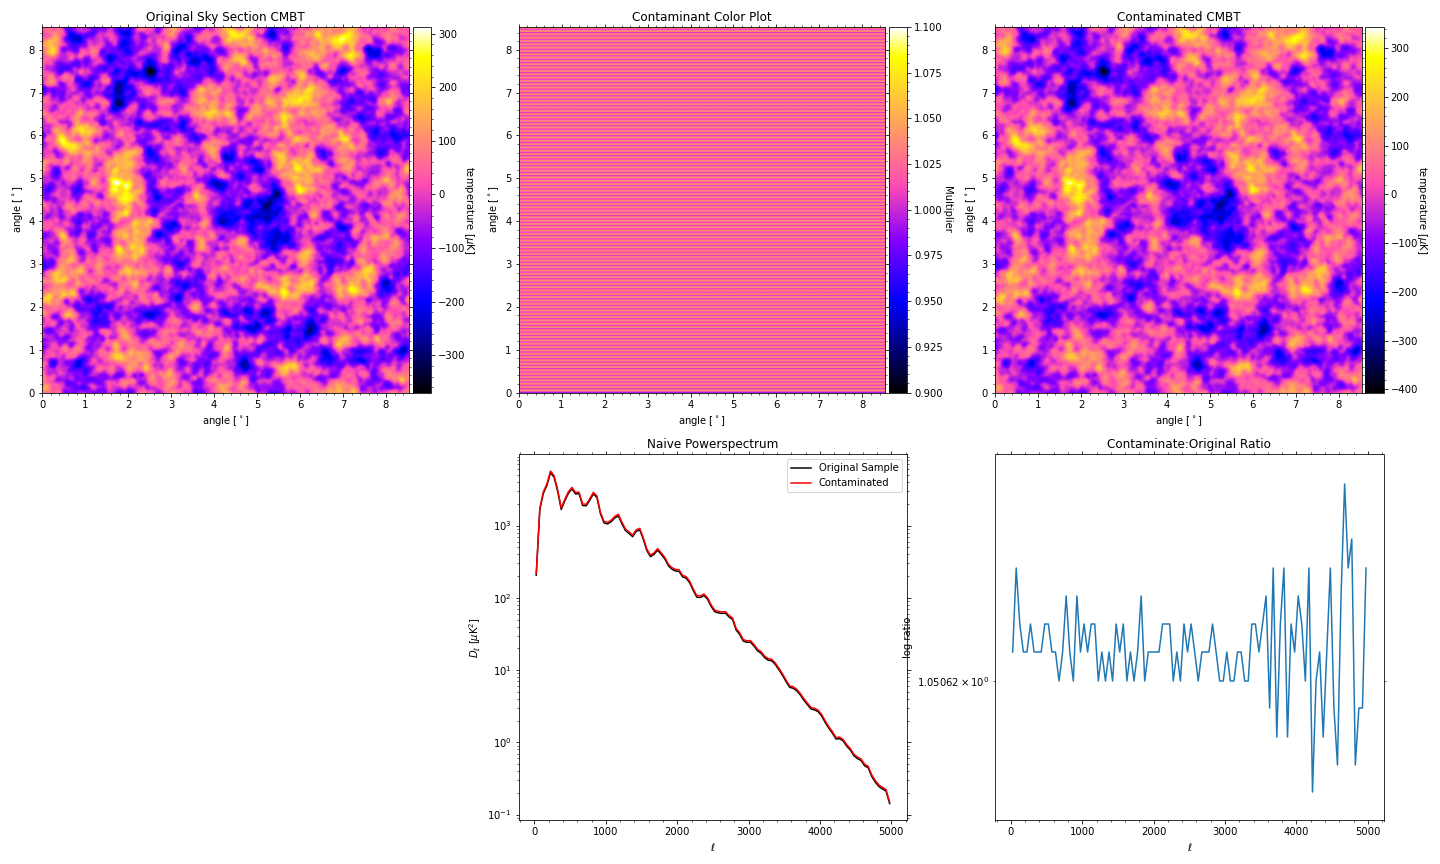 Original Sky Section CMBT
8
7
6
5
4
3
2
1
0
angle [°]
0 1 2 3 4 5 6 7 8
angle [°]
300
200
100
0
−100
−200
−300
temperature [μK]
Contaminant Color Plot
8
7
6
5
4
3
2
1
0
angle [°]
0 1 2 3 4 5 6 7 8
angle [°]
1.100
1.075
1.050
1.025
1.000
0.975
0.950
0.925
0.900
Multiplier
Contaminated CMBT
8
7
6
5
4
3
2
1
0
angle [°]
0 1 2 3 4 5 6 7 8
angle [°]
300
200
100
0
−100
−200
−300
−400
temperature [μK]
Naive Powerspectrum
Original Sample
Contaminated
10³
10²
10¹
10⁰
10⁻¹
Dℓ [μK²]
0 1000 2000 3000 4000 5000
ℓ
Contaminate:Original Ratio
log ratio
1.05062 × 10⁰
0 1000 2000 3000 4000 5000
ℓ